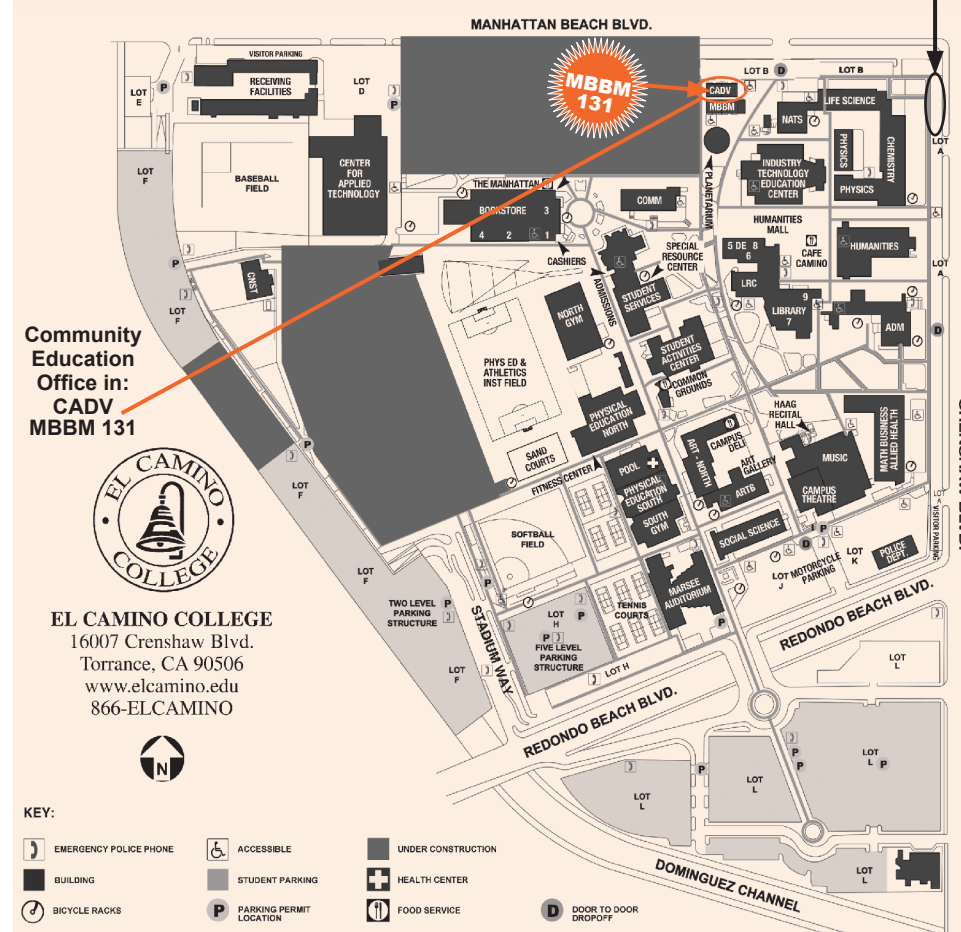 MANHATTAN BEACH BLVD.
VISITOR PARKING
LOT
E
P
RECEIVING
FACILITIES
LOT
D
P
MBBM
131
LOT B
D
LOT B
CADV
MBBM
NATS
LIFE SCIENCE
LOT
A
PHYSICS
CHEMISTRY
PHYSICS
LOT
F
BASEBALL
FIELD
CENTER
FOR
APPLIED
TECHNOLOGY
PLANETARIUM
INDUSTRY
TECHNOLOGY
EDUCATION
CENTER
THE MANHATTAN
BOOKSTORE 3
4 2 1
COMM
CASHIERS
ADMISSIONS
SPECIAL
RESOURCE
CENTER
STUDENT
SERVICES
HUMANITIES
MALL
5 DE 8
6
CAFE
CAMINO
HUMANITIES
LRC
9
LIBRARY
7
ADM
LOT
A
D
P
CNST
LOT
F
NORTH
GYM
PHYS ED &
ATHLETICS
INST FIELD
STUDENT
ACTIVITIES
CENTER
COMMON
GROUNDS
PHYSICAL
EDUCATION
NORTH
Community
Education
Office in:
CADV
MBBM 131
HAAG
RECITAL
HALL
MUSIC
MATH BUSINESS
ALLIED HEALTH
CAMPUS
THEATRE
ART - NORTH
CAMPUS
DELI
ART
GALLERY
ARTB
SAND
COURTS
FITNESS CENTER
POOL
PHYSICAL
EDUCATION
SOUTH
SOUTH
GYM
SOCIAL SCIENCE
P
LOT
F
SOFTBALL
FIELD
LOT
A VISITOR PARKING
P
D
LOT
J
MOTORCYCLE
PARKING
LOT
K
POLICE
DEPT.
EL CAMINO
COLLEGE
LOT
F
TWO LEVEL
PARKING
STRUCTURE
P
P
STADIUM WAY
LOT
H
P
P
FIVE LEVEL
PARKING
STRUCTURE
TENNIS
COURTS
MARSEE
AUDITORIUM
P
LOT H
LOT
F
REDONDO BEACH BLVD.
REDONDO BEACH BLVD.
LOT
L
EL CAMINO COLLEGE
16007 Crenshaw Blvd.
Torrance, CA 90506
www.elcamino.edu
866-ELCAMINO
N
LOT
L
P
LOT
L
P
P
LOT
L P
LOT
L
DOMINGUEZ CHANNEL
KEY:
EMERGENCY POLICE PHONE
ACCESSIBLE
UNDER CONSTRUCTION
BUILDING
STUDENT PARKING
HEALTH CENTER
BICYCLE RACKS
P PARKING PERMIT
LOCATION
FOOD SERVICE
D DOOR TO DOOR
DROPOFF